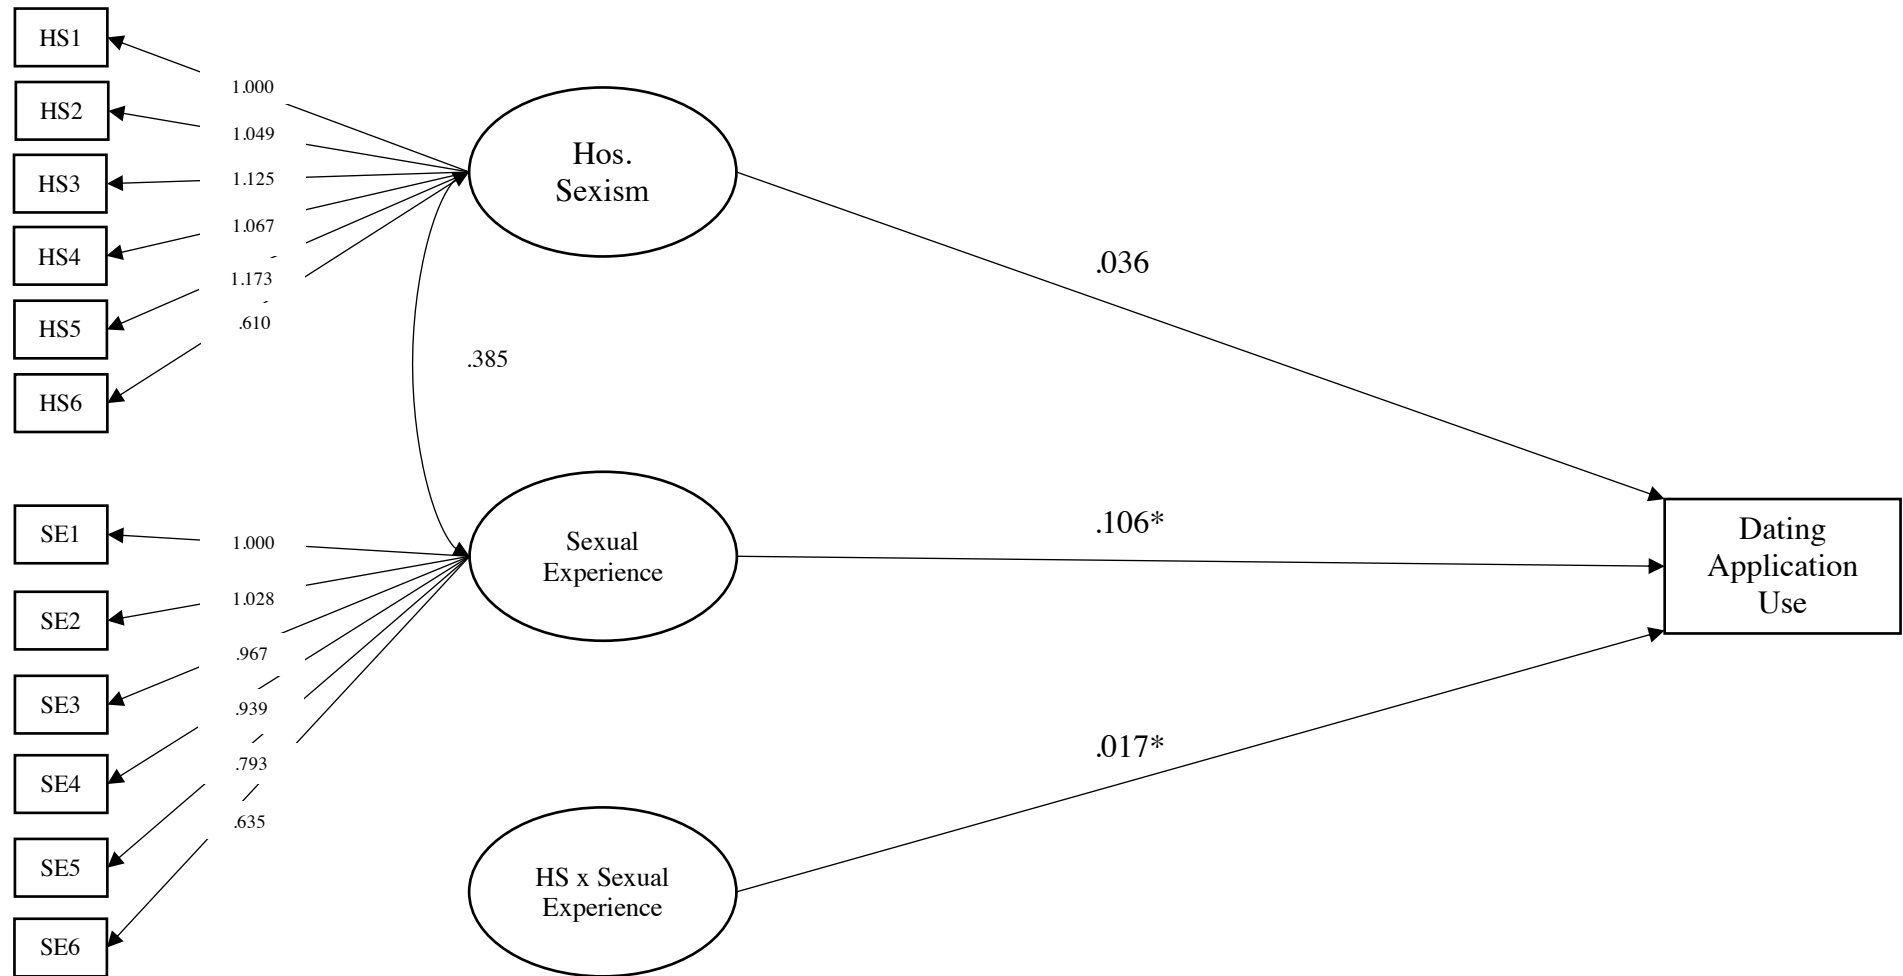 HS1
HS2
HS3
HS4
HS5
HS6
1.000
1.049
1.125
1.067
1.173
.610
Hos.
Sexism
.385
.036
SE1
SE2
SE3
SE4
SE5
SE6
1.000
1.028
.967
.939
.793
.635
Sexual
Experience
.106*
HS x Sexual
Experience
.017*
Dating
Application
Use